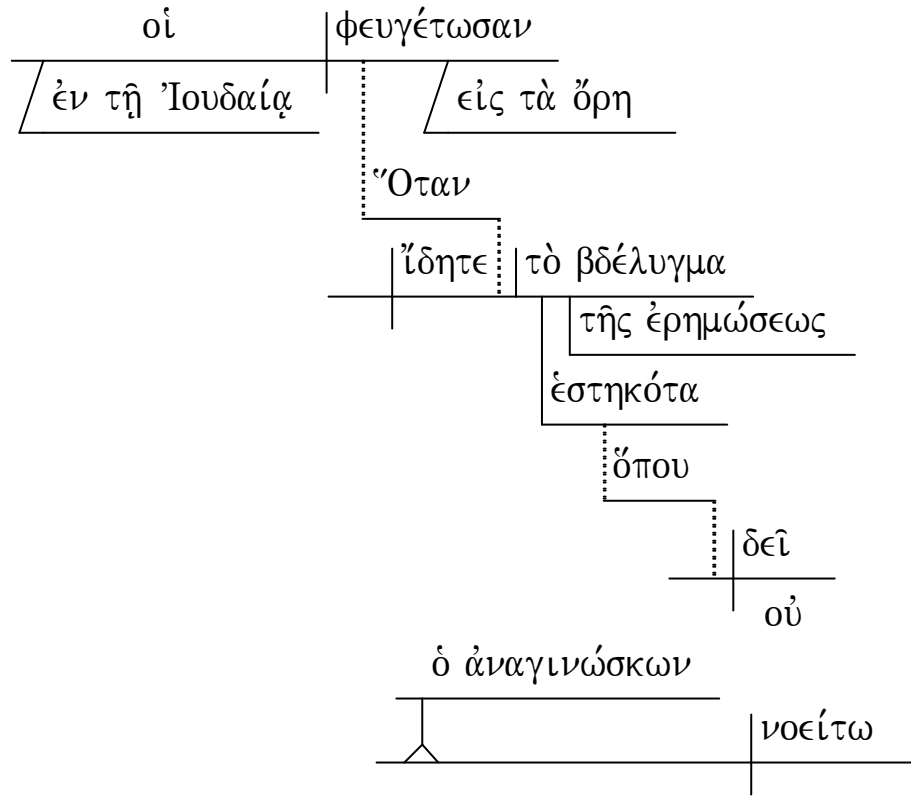 οἱ φευγέτωσαν
ἐν τῇ Ἰουδαίᾳ εἰς τὰ ὄρη
Ὅταν
ἴδητε τὸ βδέλυγμα
τῆς ἐρημώσεως
ἑστηκότα
ὅπου
δεῖ
οὐ
ὁ ἀναγινώσκων
νοείτω